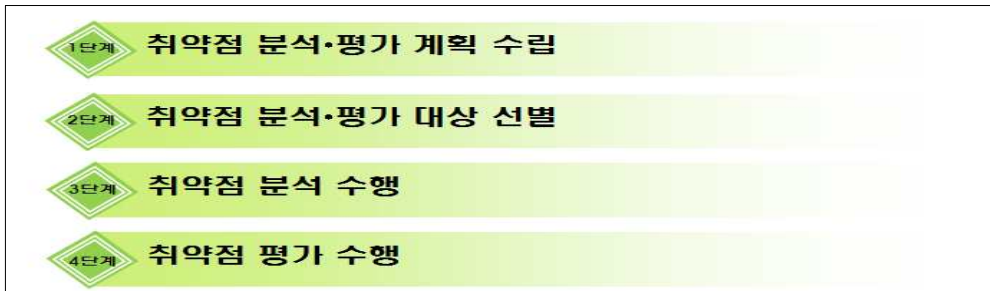 1단계 취약점 분석•평가 계획 수립
2단계 취약점 분석•평가 대상 선별
3단계 취약점 분석 수행
4단계 취약점 평가 수행